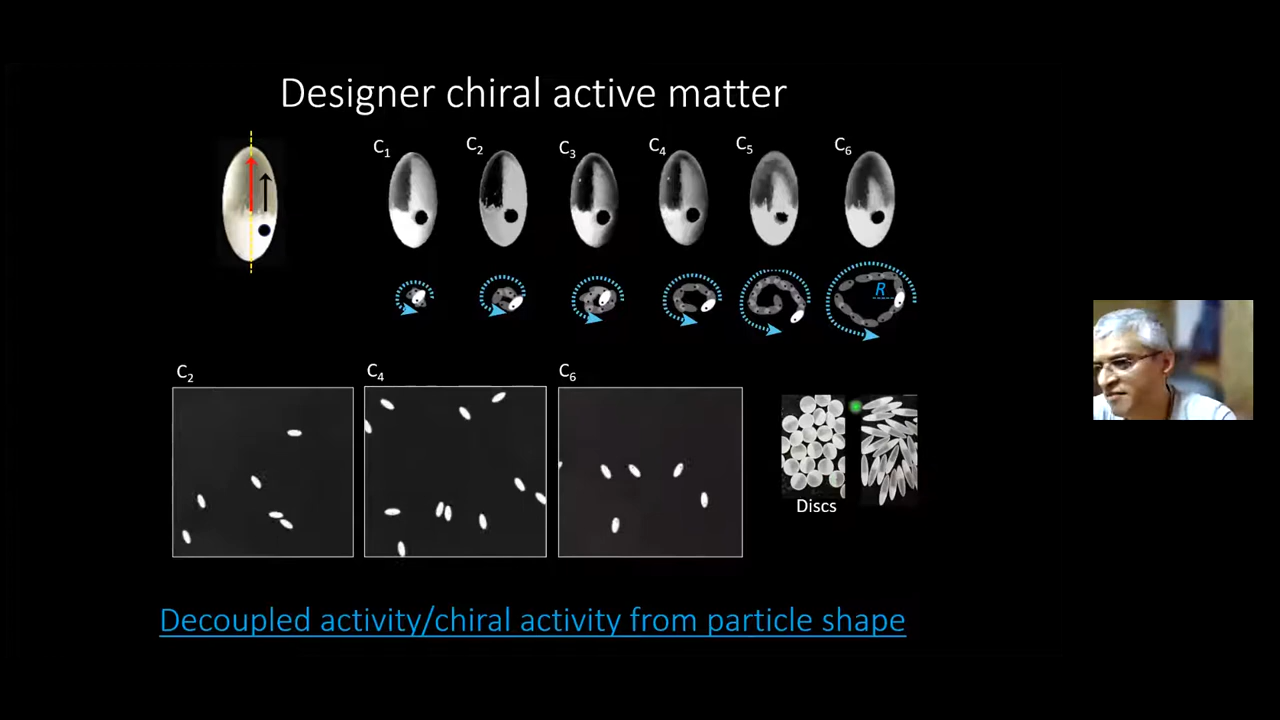 Designer chiral active matter
C1
C2
C3
C4
C5
C6
R
C2
C4
C6
Discs
Decoupled activity/chiral activity from particle shape